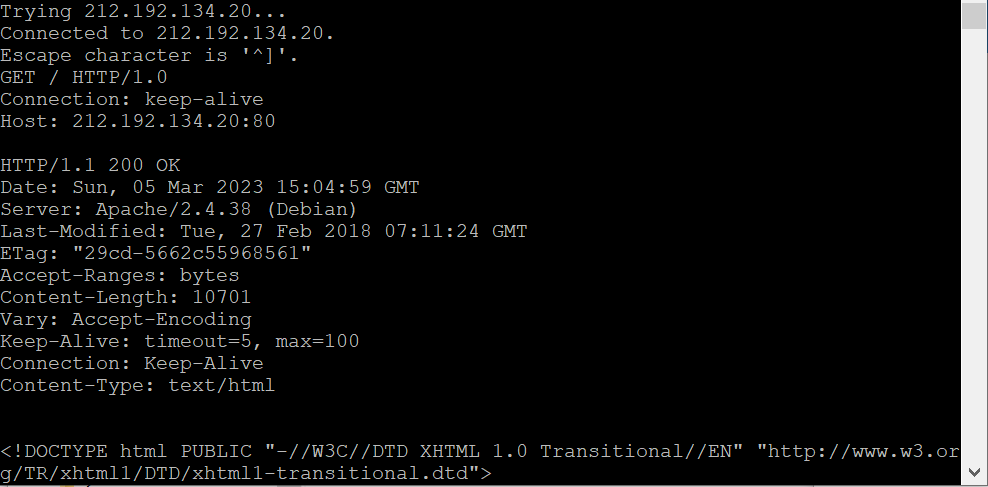 Trying 212.192.134.20...
Connected to 212.192.134.20.
Escape character is '^]'.
GET / HTTP/1.0
Connection: keep-alive
Host: 212.192.134.20:80
HTTP/1.1 200 OK
Date: Sun, 05 Mar 2023 15:04:59 GMT
Server: Apache/2.4.38 (Debian)
Last-Modified: Tue, 27 Feb 2018 07:11:24 GMT
ETag: "29cd-5662c55968561"
Accept-Ranges: bytes
Content-Length: 10701
Vary: Accept-Encoding
Keep-Alive: timeout=5, max=100
Connection: Keep-Alive
Content-Type: text/html
<!DOCTYPE html PUBLIC "-//W3C//DTD XHTML 1.0 Transitional//EN" "http://www.w3.or
g/TR/xhtml1/DTD/xhtml1-transitional.dtd">